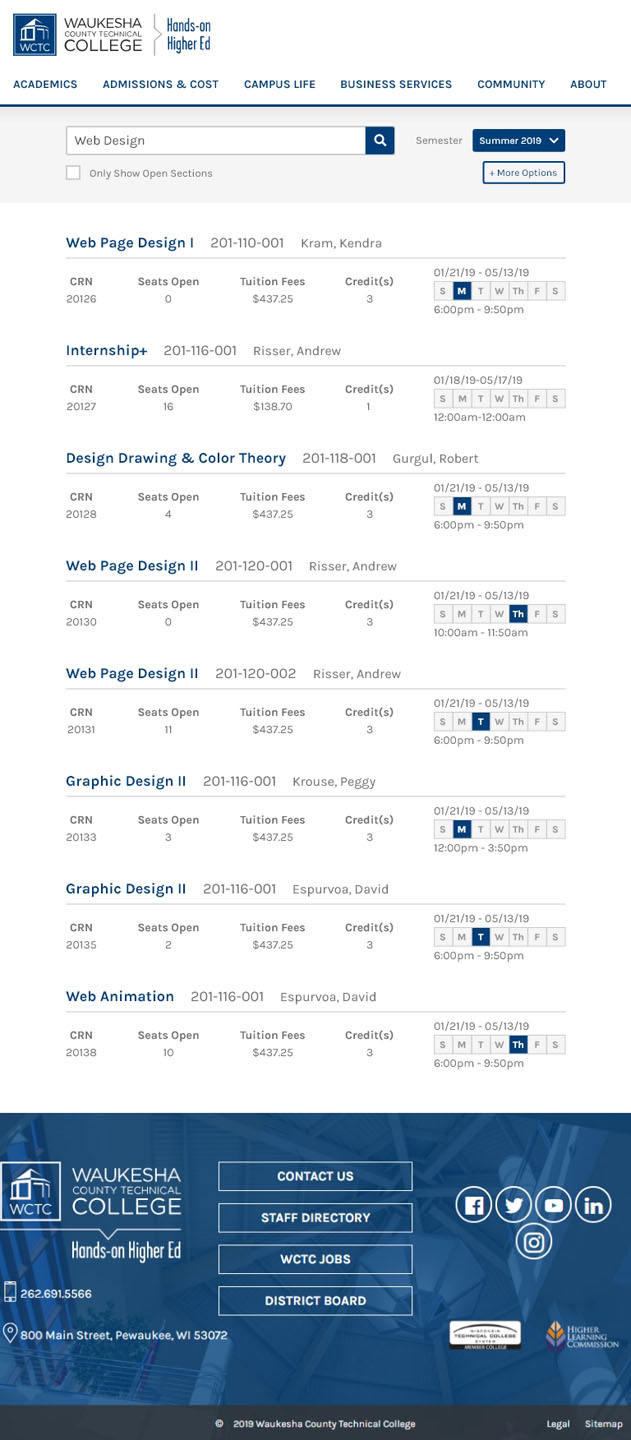 WCTC
WAUKESHA
COUNTY TECHNICAL
COLLEGE
Hands-on
Higher Ed
ACADEMICS ADMISSIONS & COST CAMPUS LIFE BUSINESS SERVICES COMMUNITY ABOUT
Web Design Semester Summer 2019
Only Show Open Sections + More Options
Web Page Design I 201-110-001 Kram, Kendra
CRN Seats Open Tuition Fees Credit(s) 01/21/19 - 05/13/19
20126 0 $437.25 3 S M T W Th F S
6:00pm - 9:50pm
Internship+ 201-116-001 Risser, Andrew
CRN Seats Open Tuition Fees Credit(s) 01/18/19-05/17/19
20127 16 $138.70 1 S M T W Th F S
12:00am-12:00am
Design Drawing & Color Theory 201-118-001 Gurgul, Robert
CRN Seats Open Tuition Fees Credit(s) 01/21/19 - 05/13/19
20128 4 $437.25 3 S M T W Th F S
6:00pm - 9:50pm
Web Page Design II 201-120-001 Risser, Andrew
CRN Seats Open Tuition Fees Credit(s) 01/21/19 - 05/13/19
20130 0 $437.25 3 S M T W Th F S
10:00am - 11:50am
Web Page Design II 201-120-002 Risser, Andrew
CRN Seats Open Tuition Fees Credit(s) 01/21/19 - 05/13/19
20131 11 $437.25 3 S M T W Th F S
6:00pm - 9:50pm
Graphic Design II 201-116-001 Krouse, Peggy
CRN Seats Open Tuition Fees Credit(s) 01/21/19 - 05/13/19
20133 3 $437.25 3 S M T W Th F S
12:00pm - 3:50pm
Graphic Design II 201-116-001 Espurvoa, David
CRN Seats Open Tuition Fees Credit(s) 01/21/19 - 05/13/19
20135 2 $437.25 3 S M T W Th F S
6:00pm - 9:50pm
Web Animation 201-116-001 Espurvoa, David
CRN Seats Open Tuition Fees Credit(s) 01/21/19 - 05/13/19
20138 10 $437.25 3 S M T W Th F S
6:00pm - 9:50pm
WCTC
WAUKESHA
COUNTY TECHNICAL
COLLEGE
Hands-on Higher Ed
262.691.5566
800 Main Street, Pewaukee, WI 53072
CONTACT US
STAFF DIRECTORY
WCTC JOBS
DISTRICT BOARD
in
WISCONSIN
TECHNICAL COLLEGE
SYSTEM
MEMBER COLLEGE
HIGHER
LEARNING
COMMISSION
© 2019 Waukesha County Technical College Legal Sitemap